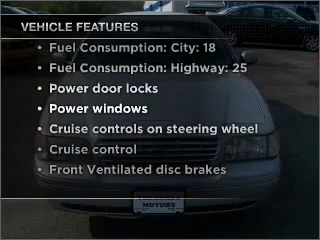 VEHICLE FEATURES
• Fuel Consumption: City: 18
• Fuel Consumption: Highway: 25
• Power door locks
• Power windows
• Cruise controls on steering wheel
• Cruise control
• Front Ventilated disc brakes
MOTORS